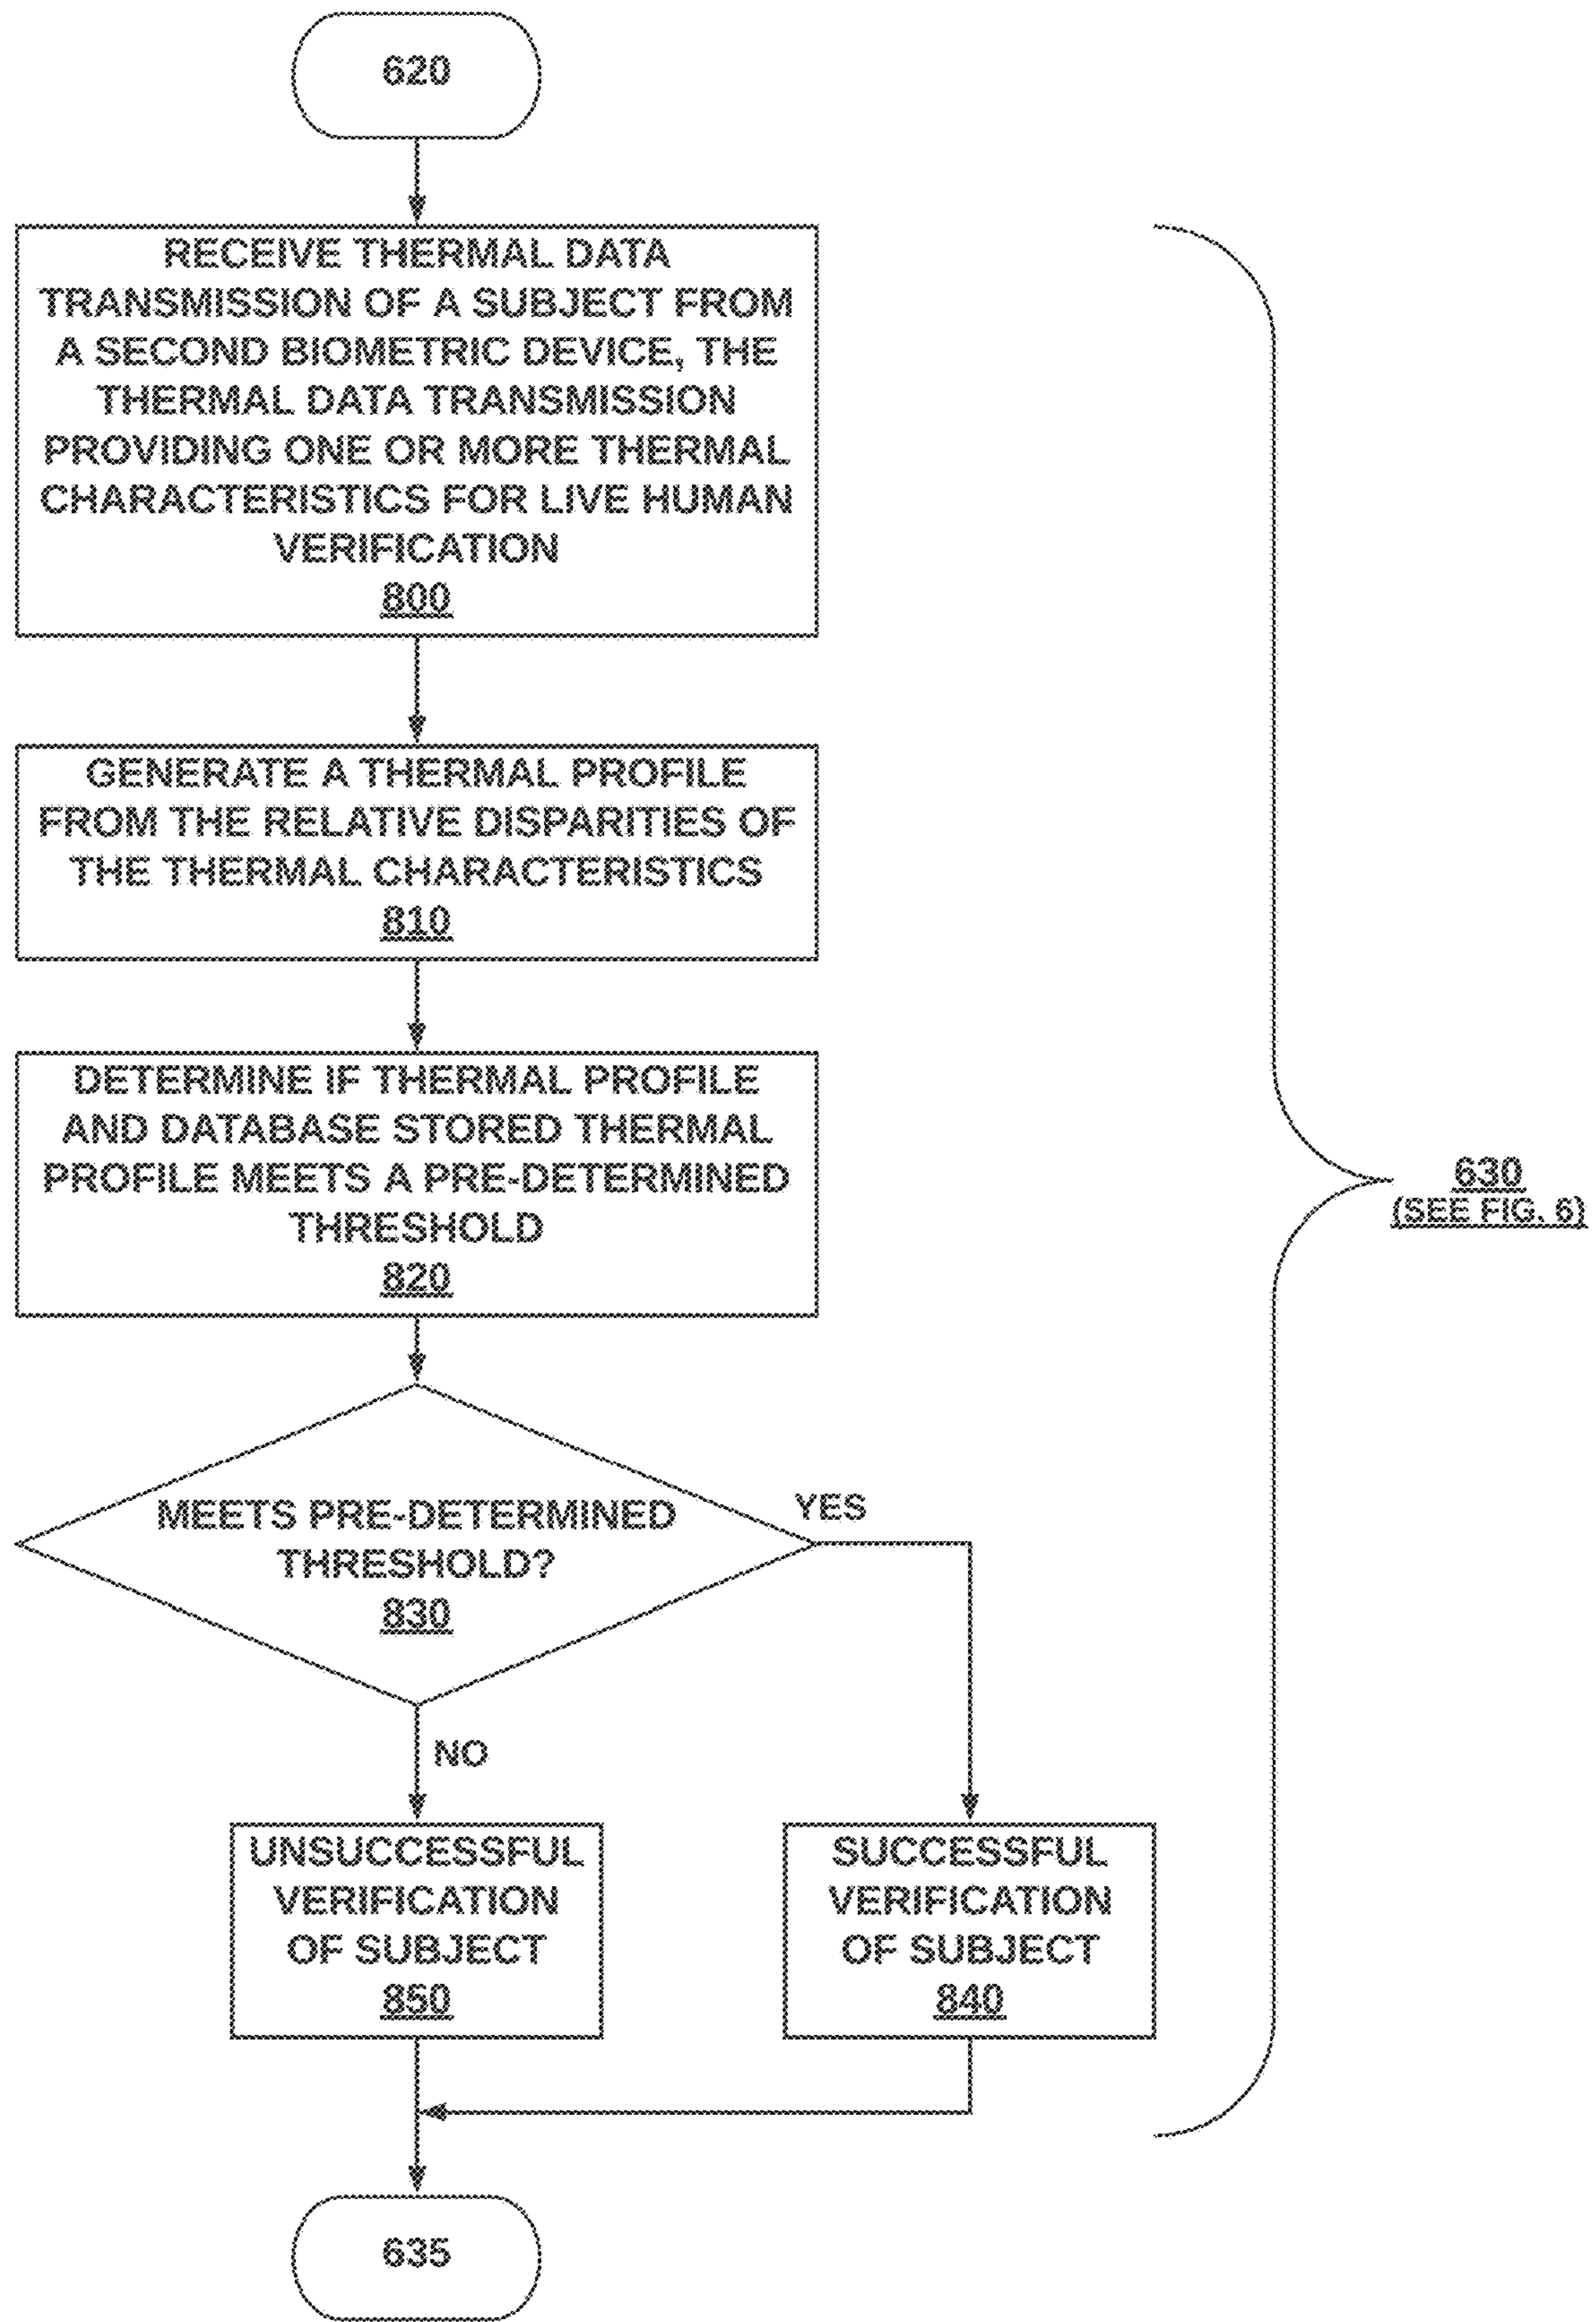 620
RECEIVE THERMAL DATA
TRANSMISSION OF A SUBJECT FROM
A SECOND BIOMETRIC DEVICE, THE
THERMAL DATA TRANSMISSION
PROVIDING ONE OR MORE THERMAL
CHARACTERISTICS FOR LIVE HUMAN
VERIFICATION
800
GENERATE A THERMAL PROFILE
FROM THE RELATIVE DISPARITIES OF
THE THERMAL CHARACTERISTICS
810
DETERMINE IF THERMAL PROFILE
AND DATABASE STORED THERMAL
PROFILE MEETS A PRE-DETERMINED
THRESHOLD
820
630
(SEE FIG. 6)
MEETS PRE-DETERMINED
THRESHOLD?
830
YES
NO
UNSUCCESSFUL
VERIFICATION
OF SUBJECT
850
SUCCESSFUL
VERIFICATION
OF SUBJECT
840
635